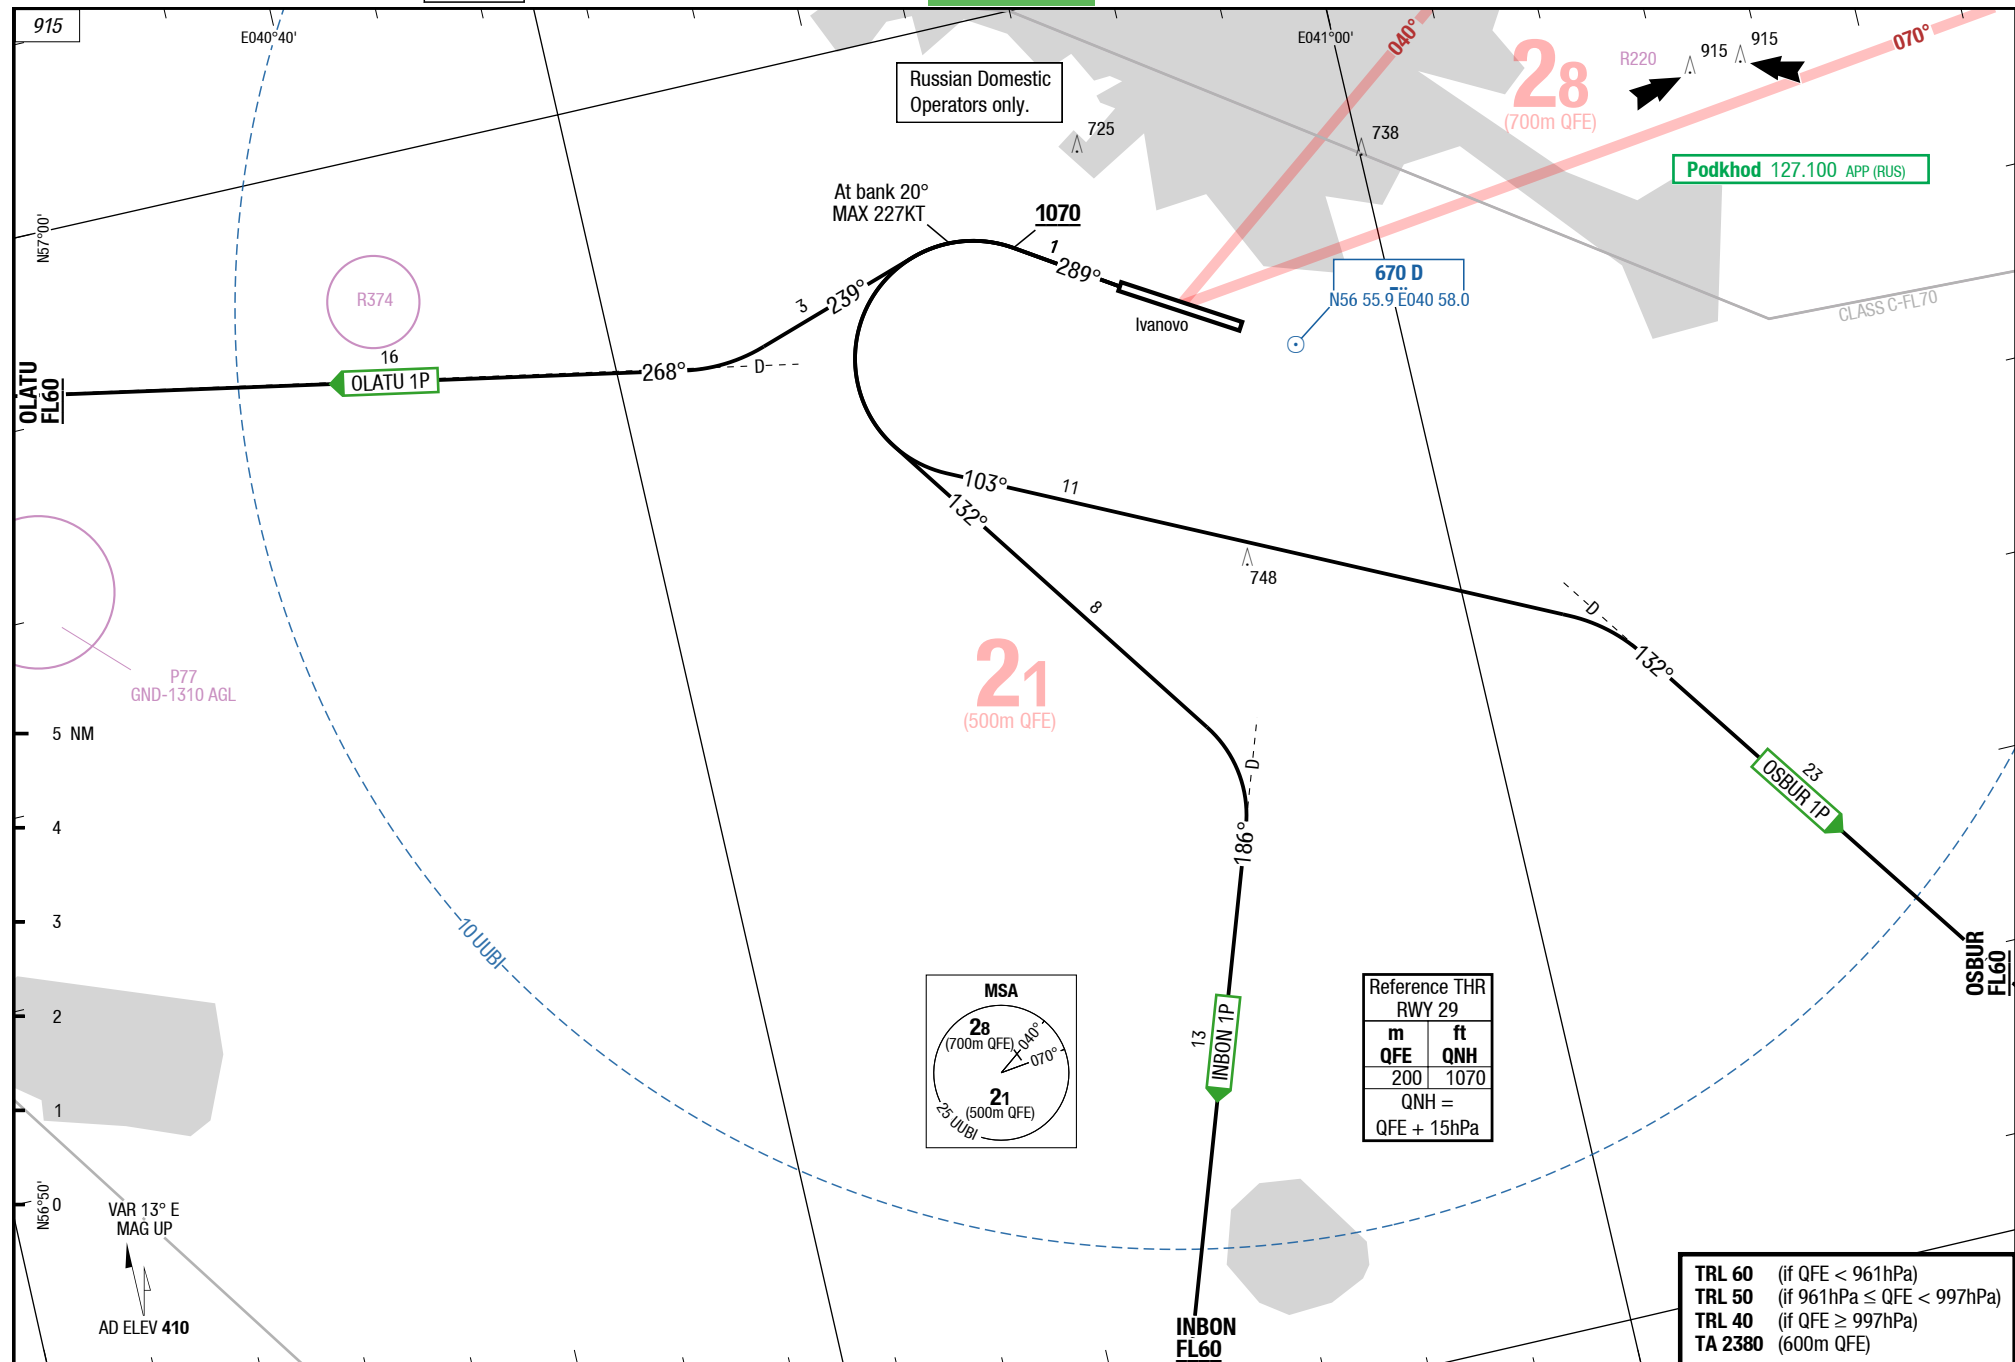 915
E040°40'
E041°00'
040°
070°
Russian Domestic
Operators only.
28
(700m QFE)
R220
915
915
725
738
Podkhod 127.100 APP (RUS)
At bank 20°
MAX 227KT
1070
1
289°
N57°00'
R374
3
239°
Ivanovo
670 D
N56 55.9 E040 58.0
CLASS C-FL70
16
OLATU 1P
268°
D
OLATU
FL60
103°
11
132°
748
8
D
132°
P77
GND-1310 AGL
21
(500m QFE)
5 NM
4
3
2
1
0
D
186°
23
OSBUR 1P
10 UUBI
OSBUR
FL60
MSA
28
(700m QFE)
040°
070°
21
(500m QFE)
25 UUBI
13
INBON 1P
Reference THR
RWY 29
m ft
QFE QNH
200 1070
QNH =
QFE + 15hPa
N56°50'
VAR 13° E
MAG UP
AD ELEV 410
INBON
FL60
TRL 60 (if QFE < 961hPa)
TRL 50 (if 961hPa ≤ QFE < 997hPa)
TRL 40 (if QFE ≥ 997hPa)
TA 2380 (600m QFE)